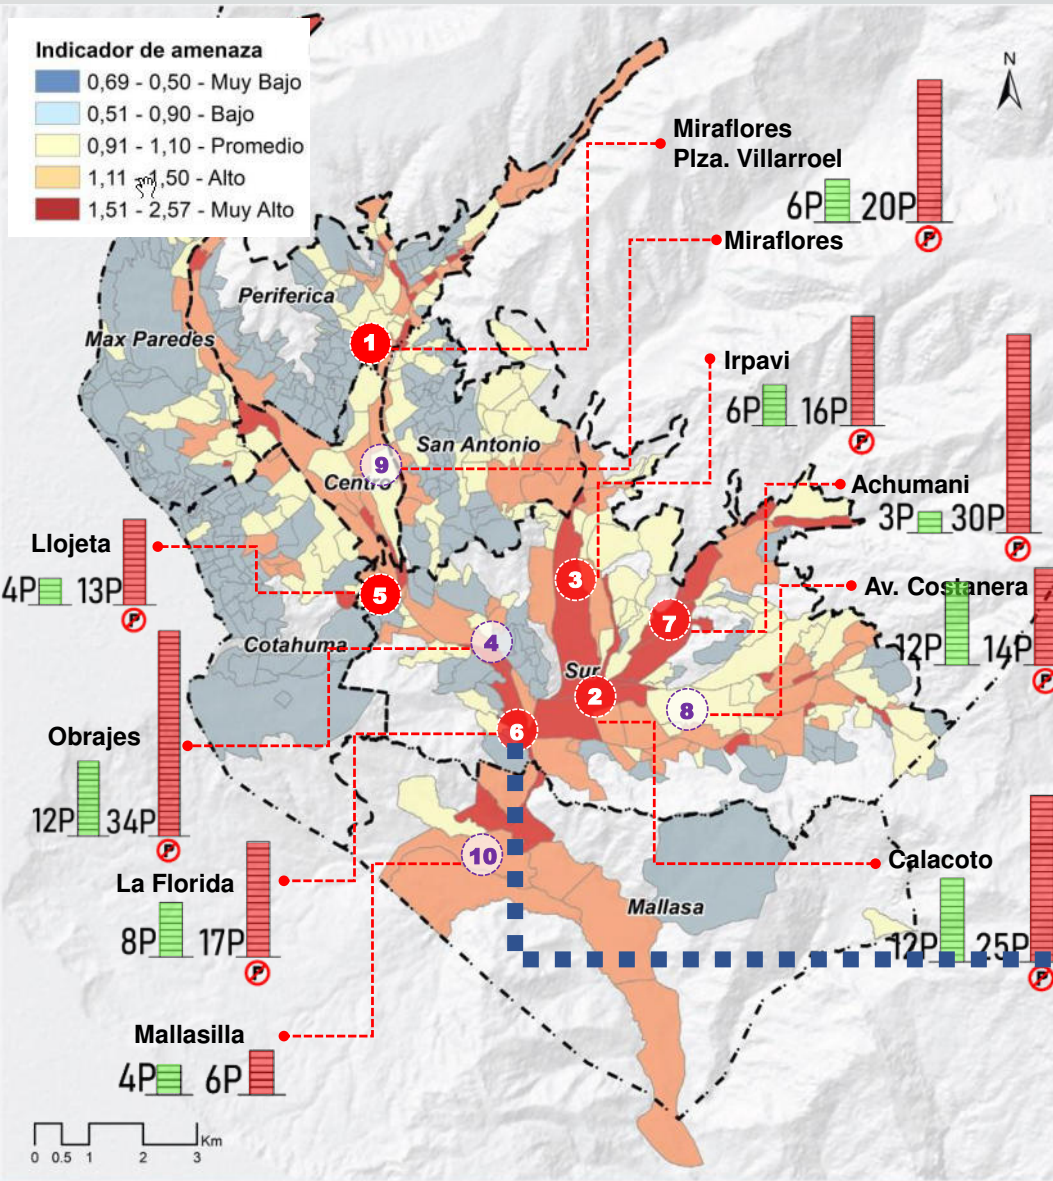 Indicador de amenaza
0,69 - 0,50 - Muy Bajo
0,51 - 0,90 - Bajo
0,91 - 1,10 - Promedio
1,11 - 1,50 - Alto
1,51 - 2,57 - Muy Alto
N
Miraflores
Plza. Villarroel
6P 20P
P
Miraflores
Periferica
Max Paredes
1
Irpavi
6P 16P
P
San Antonio
9
Centro
Achumani
3P 30P
P
Llojeta
4P 13P
P
3
5
7
Av. Costanera
12P 14P
P
Cotahuma
4
Sur
2
8
6
Obrajes
12P 34P
P
10
Calacoto
12P 25P
P
La Florida
8P 17P
P
Mallasa
Mallasilla
4P 6P
Km
0 0.5 1 2 3